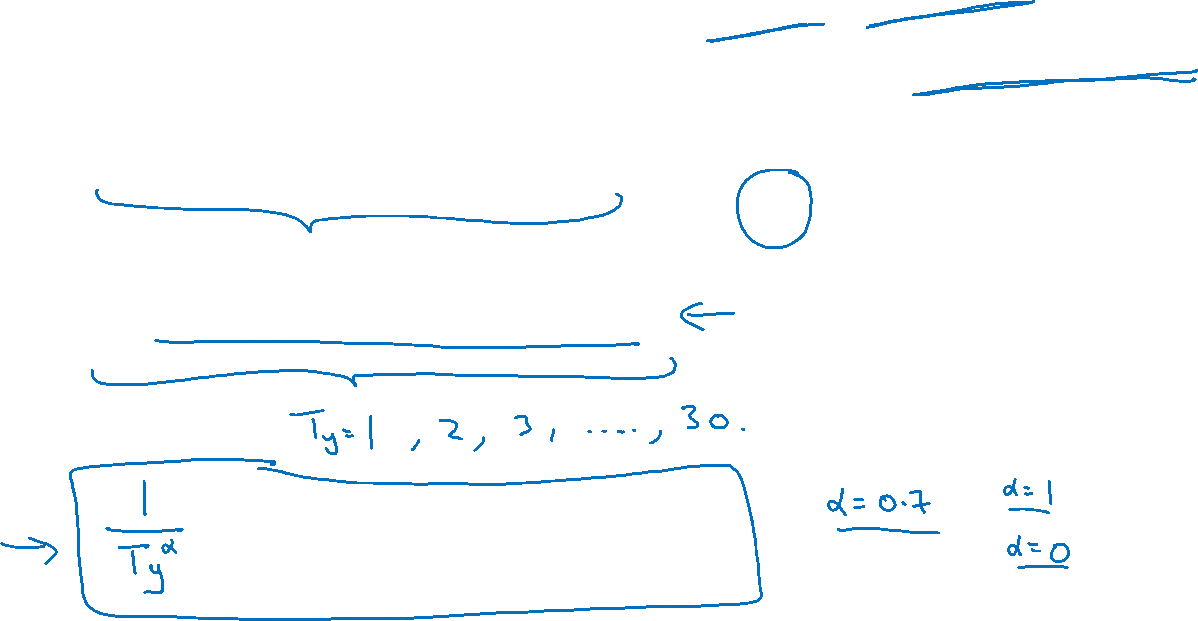 Ty=1, 2, 3, ....., 30.
1
Ty^α
α=0.7
α=1
α=0